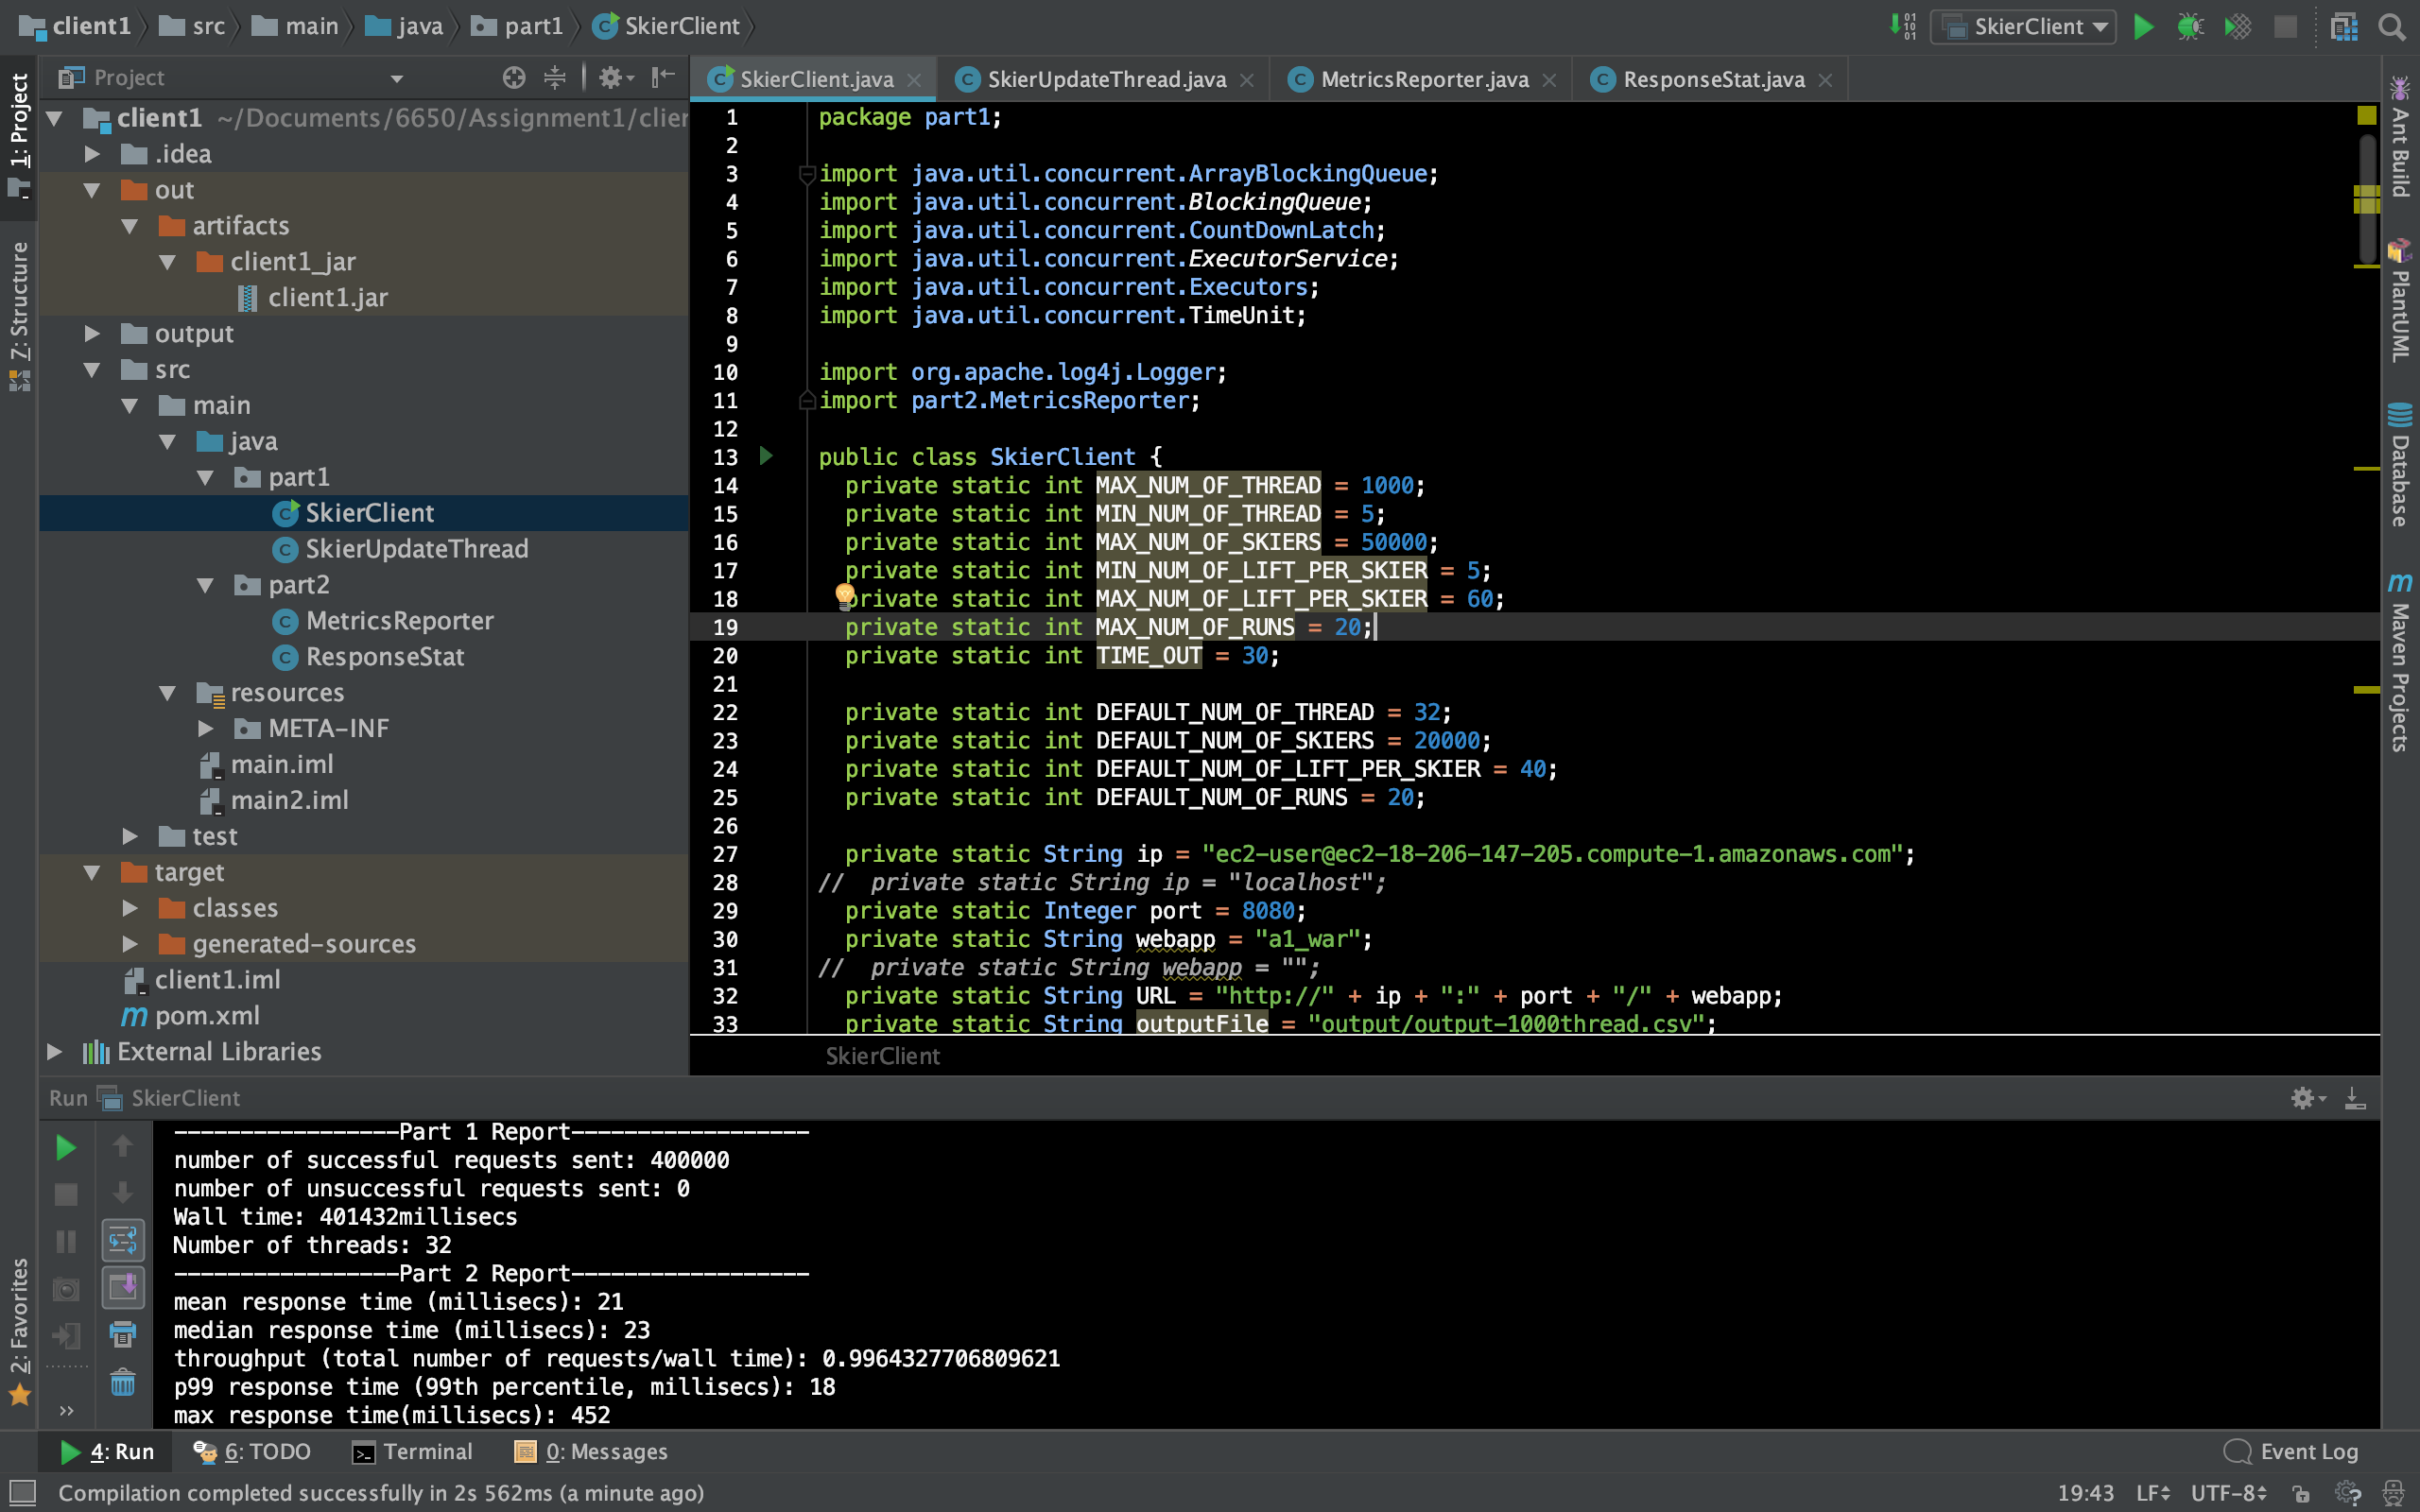 client1 src main java part1 SkierClient
SkierClient
1: Project
Z: Structure
2: Favorites
Project
client1 ~/Documents/6650/Assignment1/clier
.idea
out
artifacts
client1_jar
client1.jar
output
src
main
java
part1
SkierClient
SkierUpdateThread
part2
MetricsReporter
ResponseStat
resources
META-INF
main.iml
main2.iml
test
target
classes
generated-sources
client1.iml
pom.xml
External Libraries
SkierClient.java SkierUpdateThread.java MetricsReporter.java ResponseStat.java
1 package part1;
2
3 import java.util.concurrent.ArrayBlockingQueue;
4 import java.util.concurrent.BlockingQueue;
5 import java.util.concurrent.CountDownLatch;
6 import java.util.concurrent.ExecutorService;
7 import java.util.concurrent.Executors;
8 import java.util.concurrent.TimeUnit;
9
10 import org.apache.log4j.Logger;
11 import part2.MetricsReporter;
12
13 public class SkierClient {
14 private static int MAX_NUM_OF_THREAD = 1000;
15 private static int MIN_NUM_OF_THREAD = 5;
16 private static int MAX_NUM_OF_SKIERS = 50000;
17 private static int MIN_NUM_OF_LIFT_PER_SKIER = 5;
18 private static int MAX_NUM_OF_LIFT_PER_SKIER = 60;
19 private static int MAX_NUM_OF_RUNS = 20;
20 private static int TIME_OUT = 30;
21
22 private static int DEFAULT_NUM_OF_THREAD = 32;
23 private static int DEFAULT_NUM_OF_SKIERS = 20000;
24 private static int DEFAULT_NUM_OF_LIFT_PER_SKIER = 40;
25 private static int DEFAULT_NUM_OF_RUNS = 20;
26
27 private static String ip = "ec2-user@ec2-18-206-147-205.compute-1.amazonaws.com";
28 // private static String ip = "localhost";
29 private static Integer port = 8080;
30 private static String webapp = "a1_war";
31 // private static String webapp = "";
32 private static String URL = "http://" + ip + ":" + port + "/" + webapp;
33 private static String outputFile = "output/output-1000thread.csv";
SkierClient
Ant Build
PlantUML
Database
Maven Projects
Run SkierClient
-----------------Part 1 Report------------------
number of successful requests sent: 400000
number of unsuccessful requests sent: 0
Wall time: 401432millisecs
Number of threads: 32
-----------------Part 2 Report------------------
mean response time (millisecs): 21
median response time (millisecs): 23
throughput (total number of requests/wall time): 0.9964327706809621
p99 response time (99th percentile, millisecs): 18
max response time(millisecs): 452
4: Run 6: TODO Terminal 0: Messages Event Log
Compilation completed successfully in 2s 562ms (a minute ago) 19:43 LF UTF-8